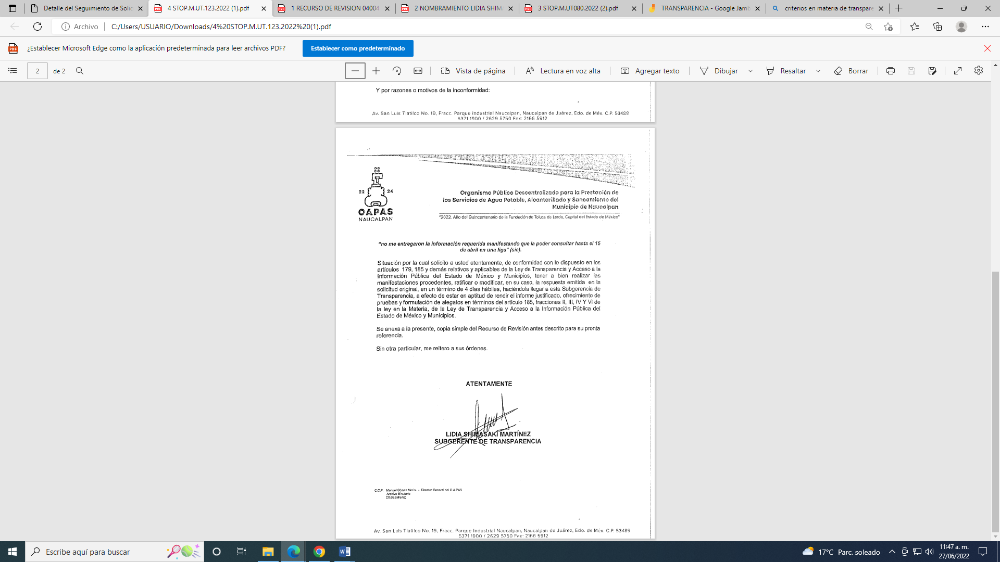 Detalle del Seguimiento de Solic
4 STOP.M.UT.123.2022 (1).pdf
1 RECURSO DE REVISION 04004
2 NOMBRAMIENTO LIDIA SHIM
3 STOP.M.UT080.2022 (2).pdf
TRANSPARENCIA - Google Jamb
criterios en materia de transpare
Archivo
C:/Users/USUARIO/Downloads/4%20STOP.M.UT.123.2022%20(1).pdf
¿Establecer Microsoft Edge como la aplicación predeterminada para leer archivos PDF?
Establecer como predeterminado
2
de 2
Vista de página
Lectura en voz alta
Agregar texto
Dibujar
Resaltar
Borrar
Y por razones o motivos de la inconformidad:
Av. San Luis Tlatilco No. 19, Fracc. Parque Industrial Naucalpan, Naucalpan de Juárez, Edo. de Méx. C.P. 53489
5371 1900 / 2629 5750 Fax: 2166 5912
22 24
OAPAS
NAUCALPAN
Organismo Público Descentralizado para la Prestación de
los Servicios de Agua Potable, Alcantarillado y Saneamiento del
Municipio de Naucalpan
"2022. Año del Quincentenario de la Fundación de Toluca de Lerdo, Capital del Estado de México"
"no me entregaron la información requerida manifestando que la poder consultar hasta el 15
de abril en una liga" (sic).
Situación por la cual solicito a usted atentamente, de conformidad con lo dispuesto en los
artículos 179, 185 y demás relativos y aplicables de la Ley de Transparencia y Acceso a la
Información Pública del Estado de México y Municipios, tener a bien realizar las
manifestaciones procedentes, ratificar o modificar, en su caso, la respuesta emitida en la
solicitud original, en un término de 4 días hábiles, haciéndola llegar a esta Subgerencia de
Transparencia, a efecto de estar en aptitud de rendir el informe justificado, ofrecimiento de
pruebas y formulación de alegatos en términos del artículo 185, fracciones II, III, IV Y VI de
la ley en la Materia, de la Ley de Transparencia y Acceso a la Información Pública del
Estado de México y Municipios.
Se anexa a la presente, copia simple del Recurso de Revisión antes descrito para su pronta
referencia.
Sin otra particular, me reitero a sus órdenes.
ATENTAMENTE
LIDIA SHIMASAKI MARTÍNEZ
SUBGERENTE DE TRANSPARENCIA
C.C.P. Manuel Gómez Morín. - Director General del O.A.PAS
Archivo Minutario
CGJ/LSM/emjg
Av. San Luis Tlatilco No. 19, Fracc. Parque Industrial Naucalpan, Naucalpan de Juárez, Edo. de Méx. C.P. 53489
5371 1900 / 2629 5750 Fax: 2166 5912
Escribe aquí para buscar
17°C Parc. soleado
11:47 a. m.
27/06/2022